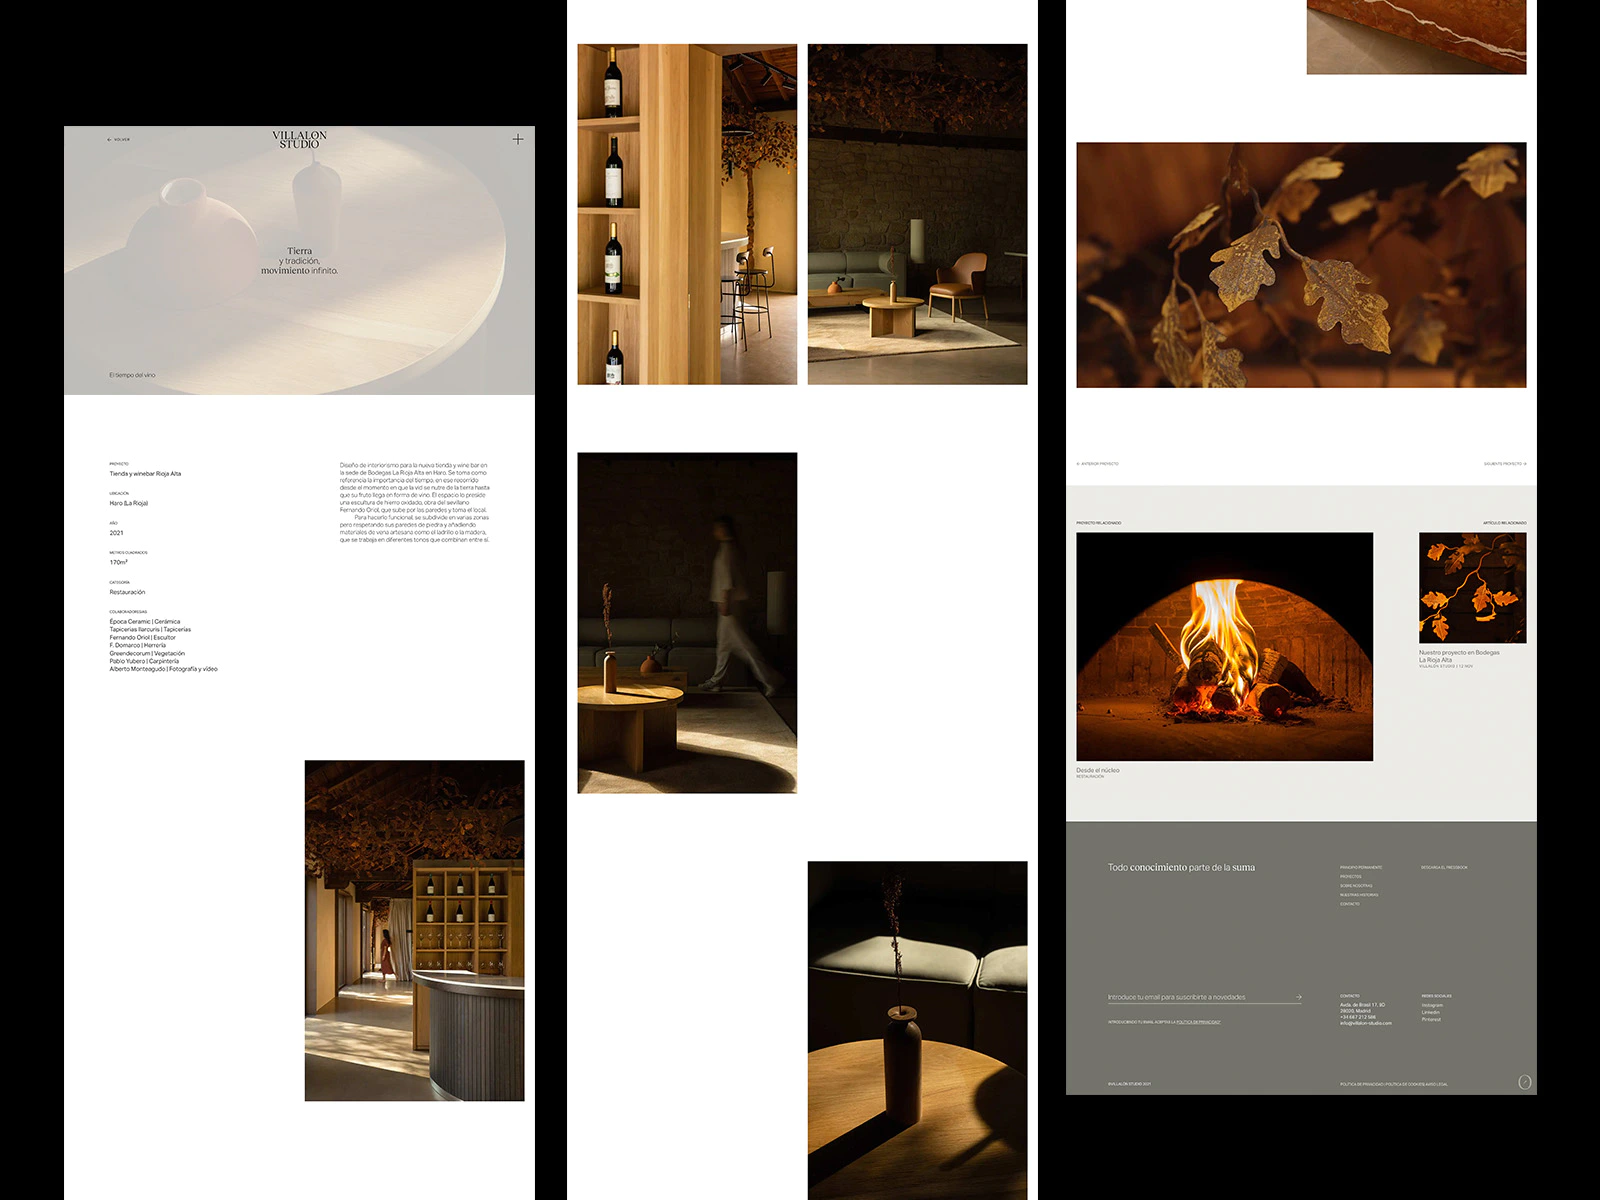 ← VOLVER
VILLALÓN
STUDIO
Tierra
y tradición,
movimiento infinito.
El tiempo del vino
PROYECTO
Tienda y winebar Rioja Alta
UBICACIÓN
Haro (La Rioja)
AÑO
2021
METROS CUADRADOS
170m²
CATEGORÍA
Restauración
COLABORADORES/AS
Época Ceramic | Cerámica
Tapicerías Ilarcuris | Tapicerías
Fernando Oriol | Escultor
F. Domarco | Herrería
Greendecorum | Vegetación
Pablo Yubero | Carpintería
Alberto Monteagudo | Fotografía y vídeo
Diseño de interiorismo para la nueva tienda y wine bar en
la sede de Bodegas La Rioja Alta en Haro. Se toma como
referencia la importancia del tiempo, en ese recorrido
desde el momento en que la vid se nutre de la tierra hasta
que su fruto llega en forma de vino. El espacio lo preside
una escultura de hierro oxidado, obra del sevillano
Fernando Oriol, que sube por las paredes y toma el local.
Para hacerlo funcional, se subdivide en varias zonas
pero respetando sus paredes de piedra y añadiendo
materiales de vena artesana como el ladrillo o la madera,
que se trabaja en diferentes tonos que combinan entre sí.
← ANTERIOR PROYECTO
SIGUIENTE PROYECTO →
PROYECTO RELACIONADO
ARTÍCULO RELACIONADO
Desde el núcleo
RESTAURACIÓN
Nuestro proyecto en Bodegas
La Rioja Alta
VILLALÓN STUDIO | 12 NOV
Todo conocimiento parte de la suma
PRINCIPIO PERMANENTE
PROYECTOS
SOBRE NOSOTRAS
NUESTRAS HISTORIAS
CONTACTO
DESCARGA EL PRESSBOOK
Introduce tu email para suscribirte a novedades →
INTRODUCIENDO TU EMAIL ACEPTAS LA POLÍTICA DE PRIVACIDAD*
CONTACTO
Avda. de Brasil 17, 9D
28020, Madrid
+34 687 212 586
info@villalon-studio.com
REDES SOCIALES
Instagram
Linkedin
Pinterest
©VILLALÓN STUDIO 2021
POLÍTICA DE PRIVACIDAD | POLÍTICA DE COOKIES | AVISO LEGAL